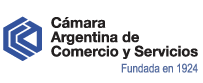 Cámara
Argentina de
Comercio y Servicios
Fundada en 1924